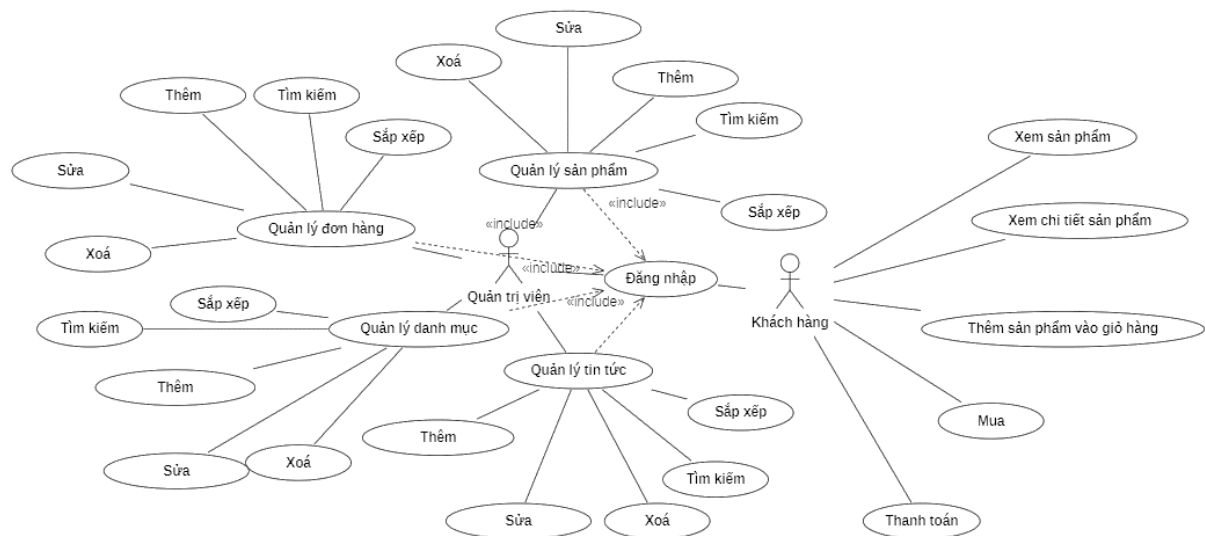 Sửa
Xoá
Thêm
Thêm
Tìm kiếm
Tìm kiếm
Sắp xếp
Xem sản phẩm
Sửa
Quản lý sản phẩm
«include»
Sắp xếp
Xem chi tiết sản phẩm
Quản lý đơn hàng
«include»
Xoá
«include»
Đăng nhập
Quản trị viên
«include»
Sắp xếp
Khách hàng
Tìm kiếm
Quản lý danh mục
Thêm sản phẩm vào giỏ hàng
Quản lý tin tức
Thêm
Sắp xếp
Mua
Thêm
Sửa
Xoá
Tìm kiếm
Sửa
Xoá
Thanh toán